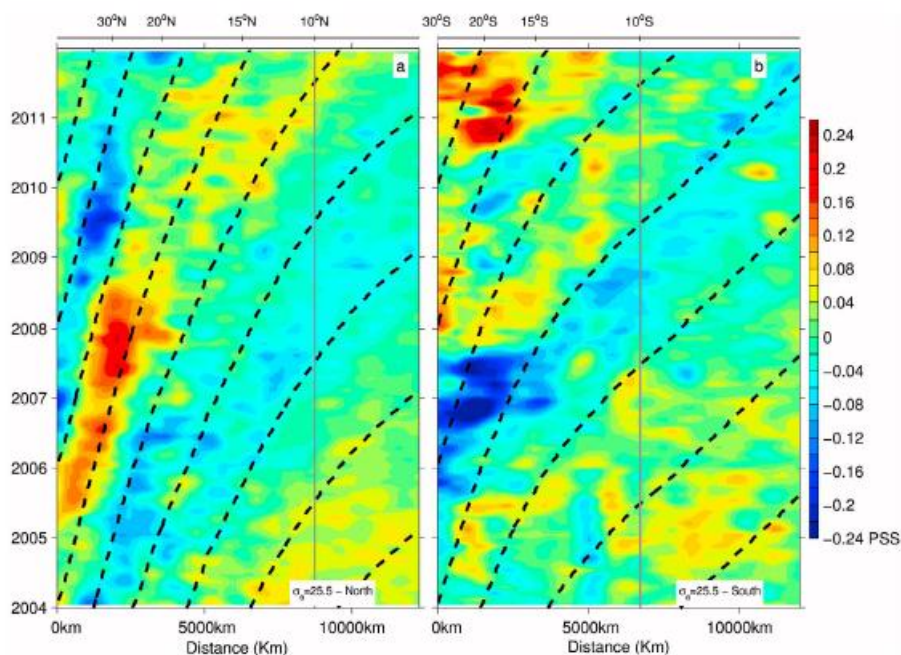 30°N 20°N 15°N 10°N
30°S 20°S 15°S 10°S
a
b
2011
2010
2009
2008
2007
2006
2005
2004
0.24
0.2
0.16
0.12
0.08
0.04
0
−0.04
−0.08
−0.12
−0.16
−0.2
−0.24 PSS
σθ=25.5 − North
σθ=25.5 − South
0km 5000km 10000km
0km 5000km 10000km
Distance (Km)
Distance (Km)